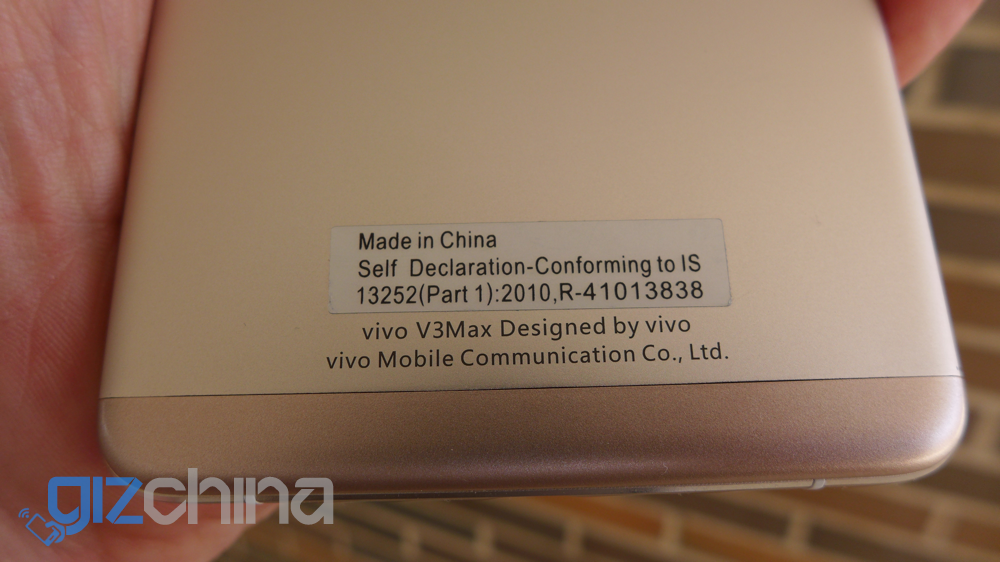 Made in China
Self Declaration-Conforming to IS
13252(Part 1):2010,R-41013838
vivo V3Max Designed by vivo
vivo Mobile Communication Co., Ltd.
gizchina